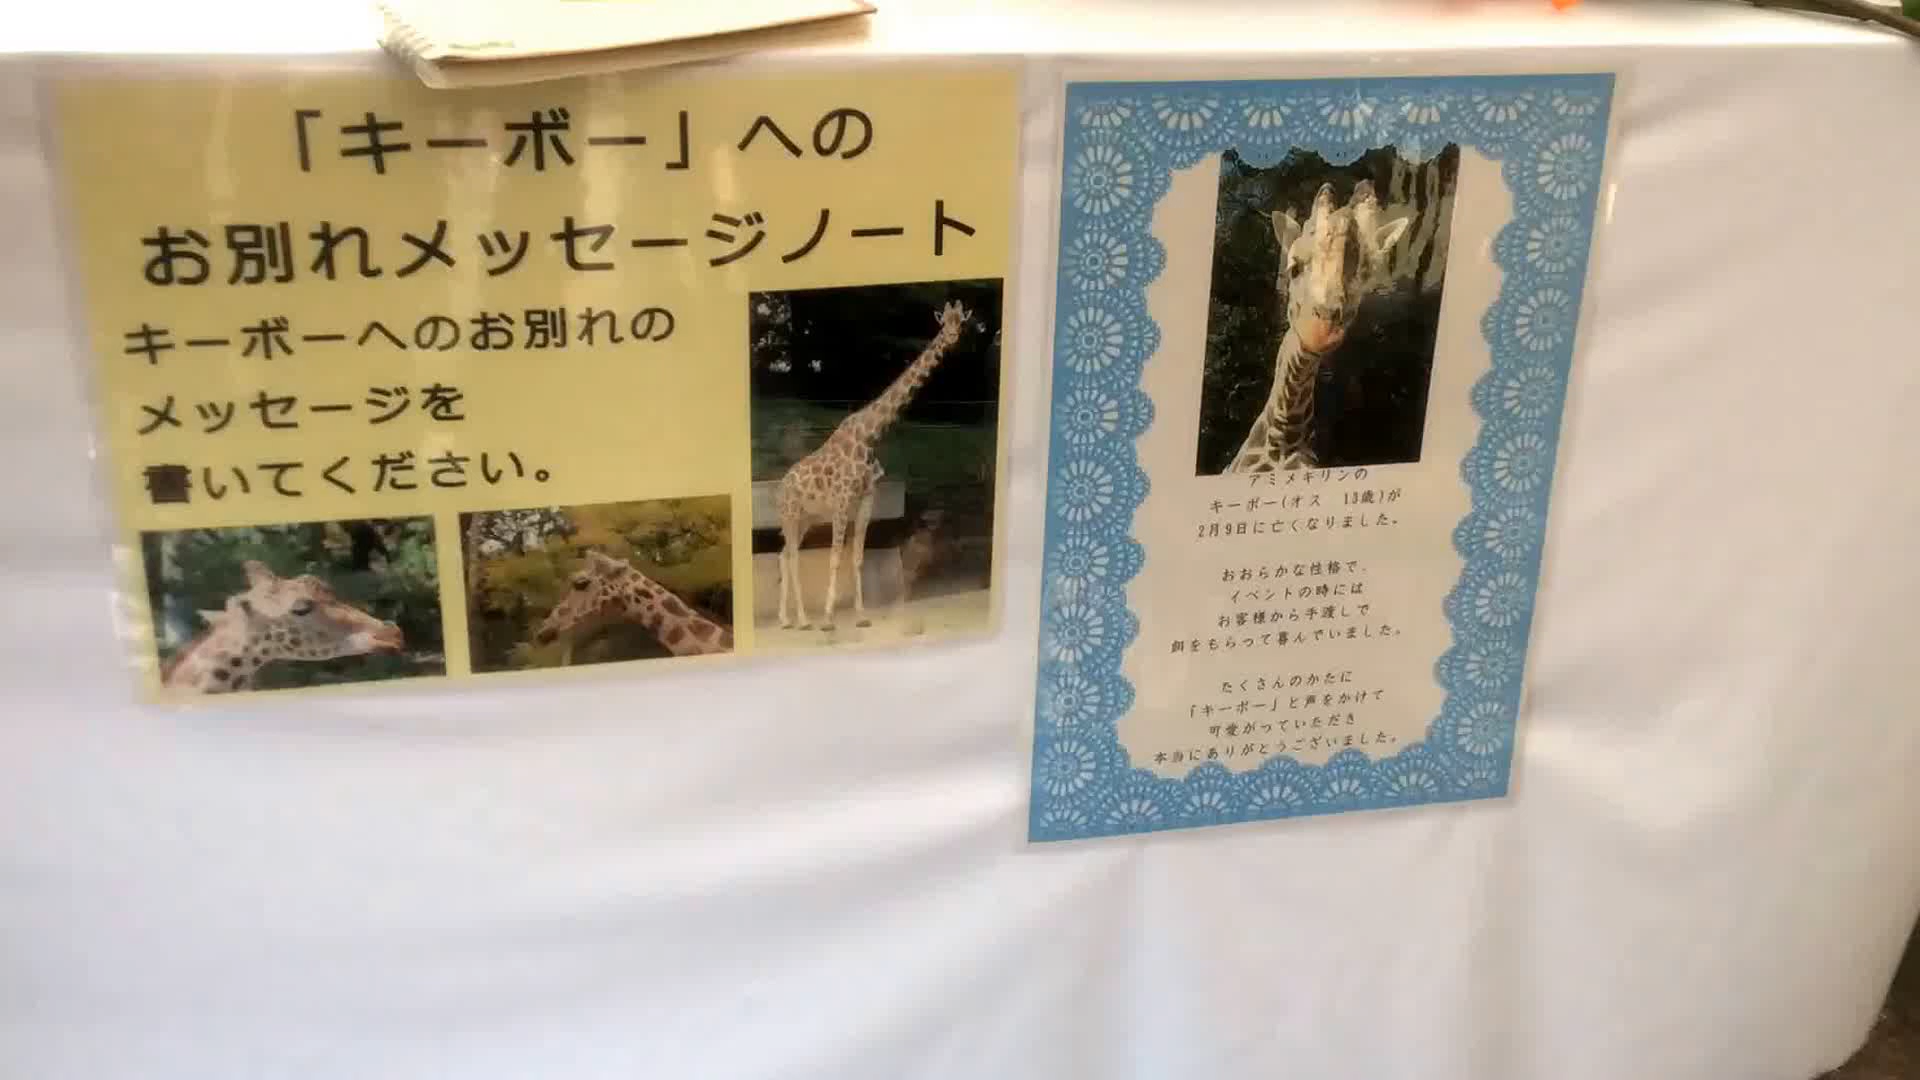 「キーボー」への
お別れメッセージノート
キーボーへのお別れの
メッセージを
書いてください。
アミメキリンの
キーボー(オス 13歳)が
2月9日に亡くなりました。
おおらかな性格で、
イベントの時には
お客様から手渡しで
餌をもらって喜んでいました。
たくさんのかたに
「キーボー」と声をかけて
可愛がっていただき
本当にありがとうございました。